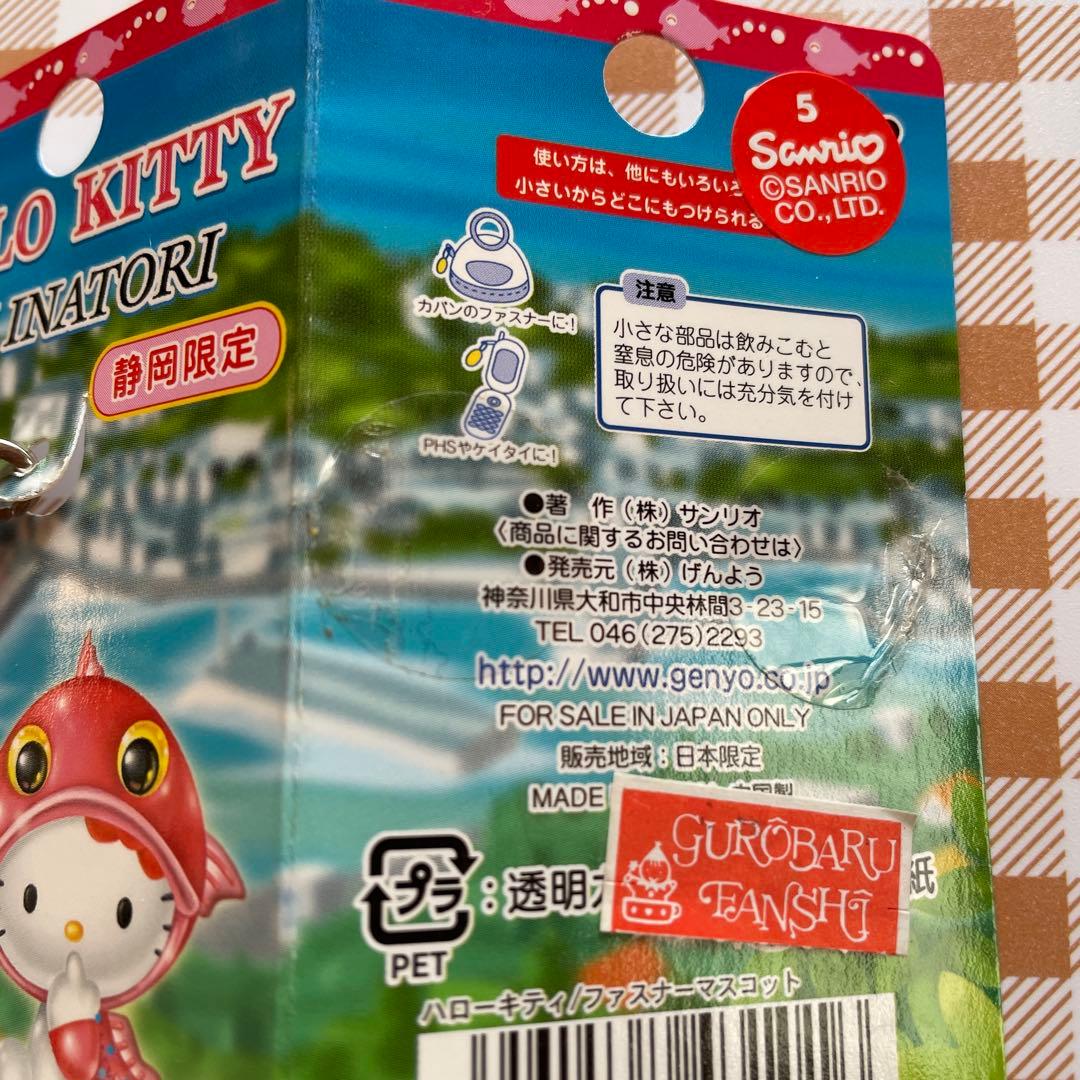 LO KITTY
INATORI
静岡限定
使い方は、他にもいろいろ
小さいからどこにもつけられる
5
Sanrio
©SANRIO
CO.,LTD.
カバンのファスナーに!
PHSやケイタイに!
注意
小さな部品は飲みこむと
窒息の危険がありますので、
取り扱いには充分気を付け
て下さい。
●著　作（株）サンリオ
〈商品に関するお問い合わせは〉
●発売元（株）げんよう
神奈川県大和市中央林間3-23-15
TEL 046(275)2293
http://www.genyo.co.jp
FOR SALE IN JAPAN ONLY
販売地域：日本限定
MADE 中国製
GURÔBARU
FANSHÎ
プラ：透明 紙
PET
ハローキティ/ファスナーマスコット